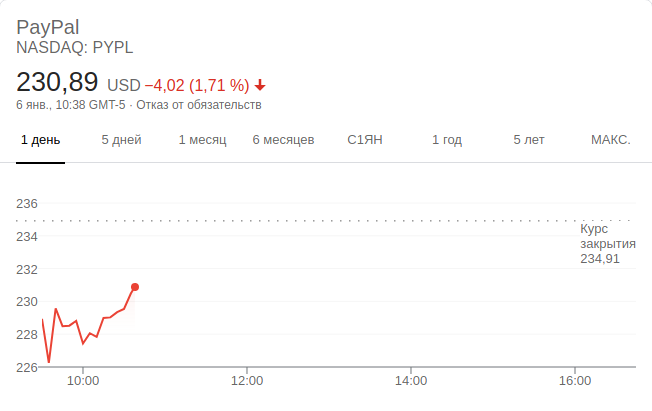 PayPal
NASDAQ: PYPL
230,89 USD −4,02 (1,71 %)
6 янв., 10:38 GMT-5 · Отказ от обязательств
1 день 5 дней 1 месяц 6 месяцев С1ЯН 1 год 5 лет МАКС.
236
234
232
230
228
226
Курс
закрытия
234,91
10:00 12:00 14:00 16:00